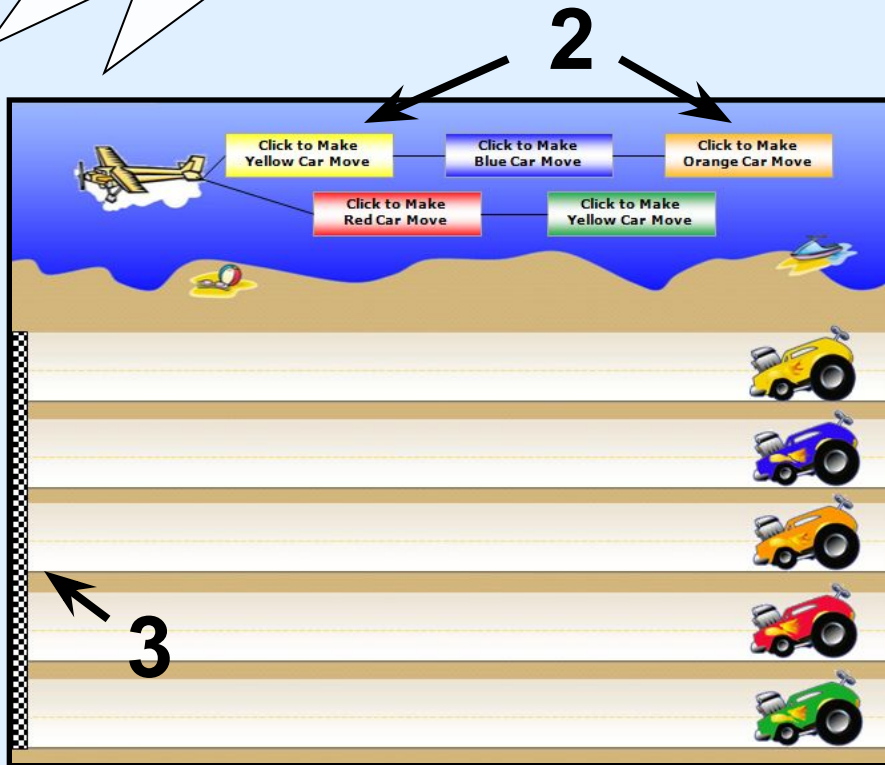 2
Click to Make
Yellow Car Move
Click to Make
Blue Car Move
Click to Make
Orange Car Move
Click to Make
Red Car Move
Click to Make
Yellow Car Move
3